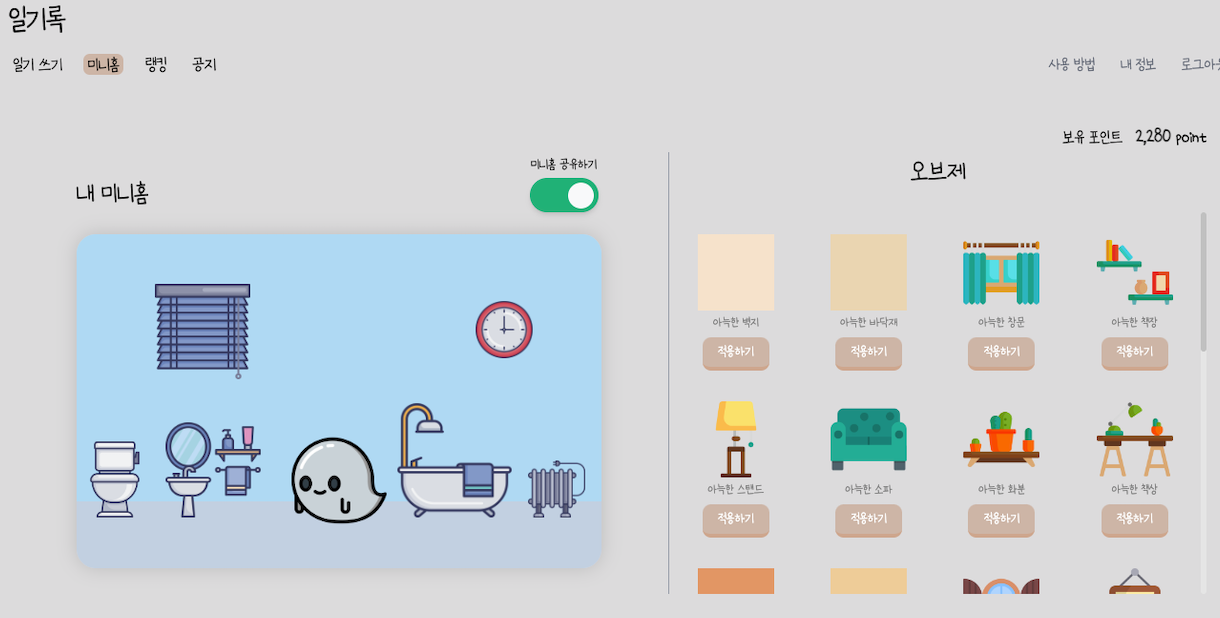 일기록
일기 쓰기 미니홈 랭킹 공지
사용 방법 내 정보 로그아웃
보유 포인트 2,280 point
미니홈 공유하기
내 미니홈
오브제
아늑한 벽지 아늑한 바닥재 아늑한 창문 아늑한 책장
적용하기 적용하기 적용하기 적용하기
아늑한 스탠드 아늑한 소파 아늑한 화분 아늑한 책상
적용하기 적용하기 적용하기 적용하기